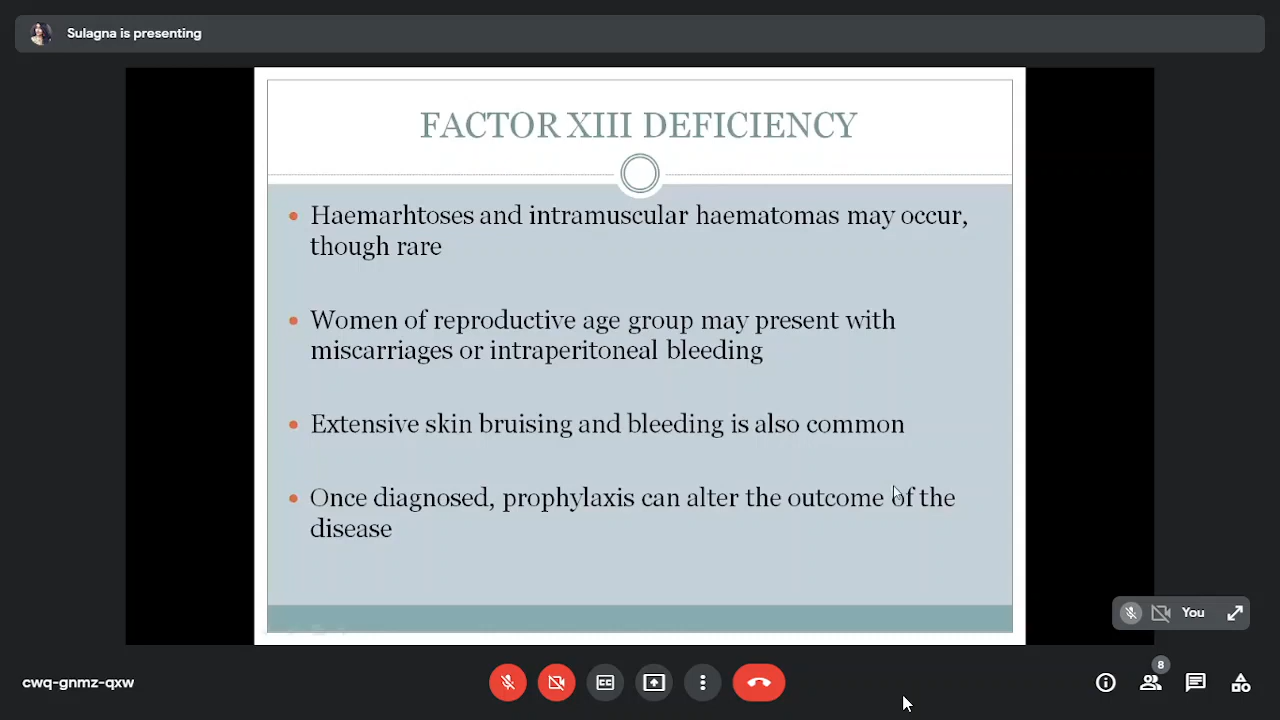 Sulagna is presenting
FACTOR XIII DEFICIENCY
Haemarhtoses and intramuscular haematomas may occur,
though rare
Women of reproductive age group may present with
miscarriages or intraperitoneal bleeding
Extensive skin bruising and bleeding is also common
Once diagnosed, prophylaxis can alter the outcome of the
disease
You
cwq-gnmz-qxw
CC
8